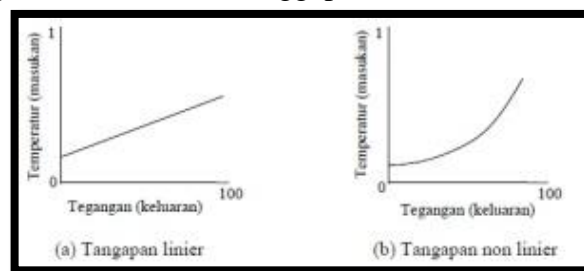 1
Temperatur (masukan)
0
100
Tegangan (keluaran)
(a) Tangapan linier
1
Temperatur (masukan)
0
100
Tegangan (keluaran)
(b) Tangapan non linier